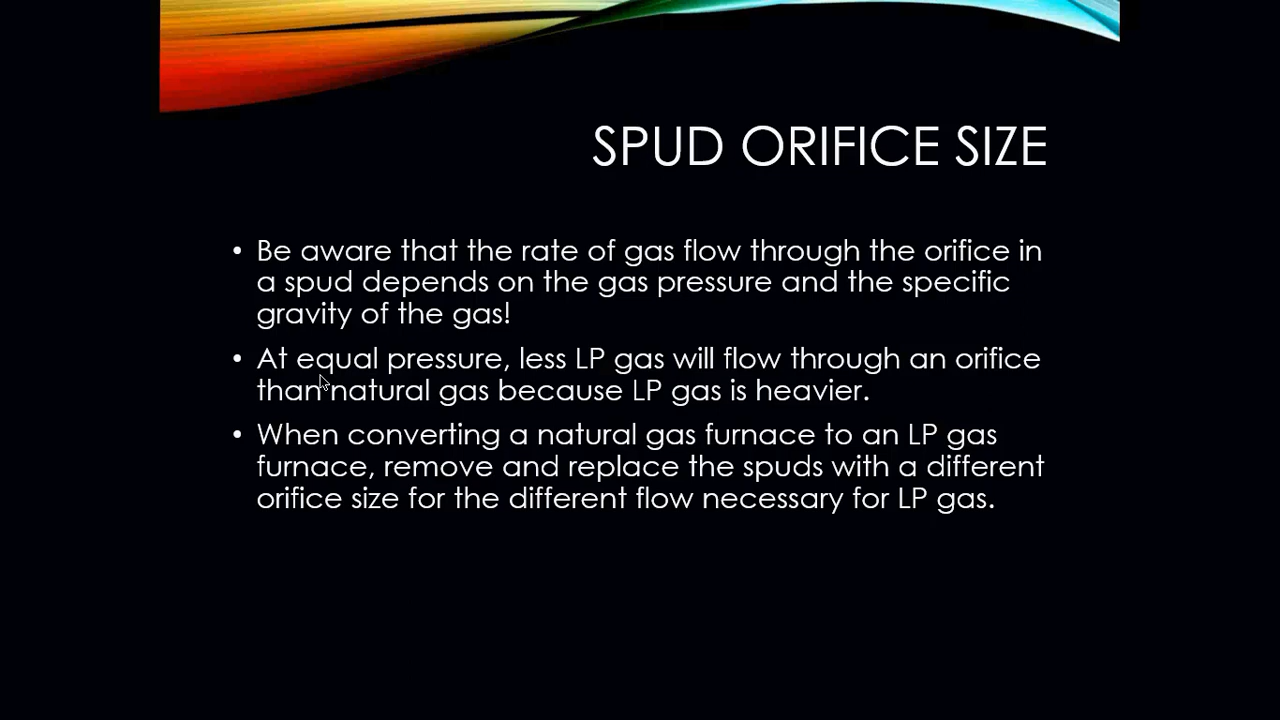 SPUD ORIFICE SIZE
• Be aware that the rate of gas flow through the orifice in
a spud depends on the gas pressure and the specific
gravity of the gas!
• At equal pressure, less LP gas will flow through an orifice
than natural gas because LP gas is heavier.
• When converting a natural gas furnace to an LP gas
furnace, remove and replace the spuds with a different
orifice size for the different flow necessary for LP gas.